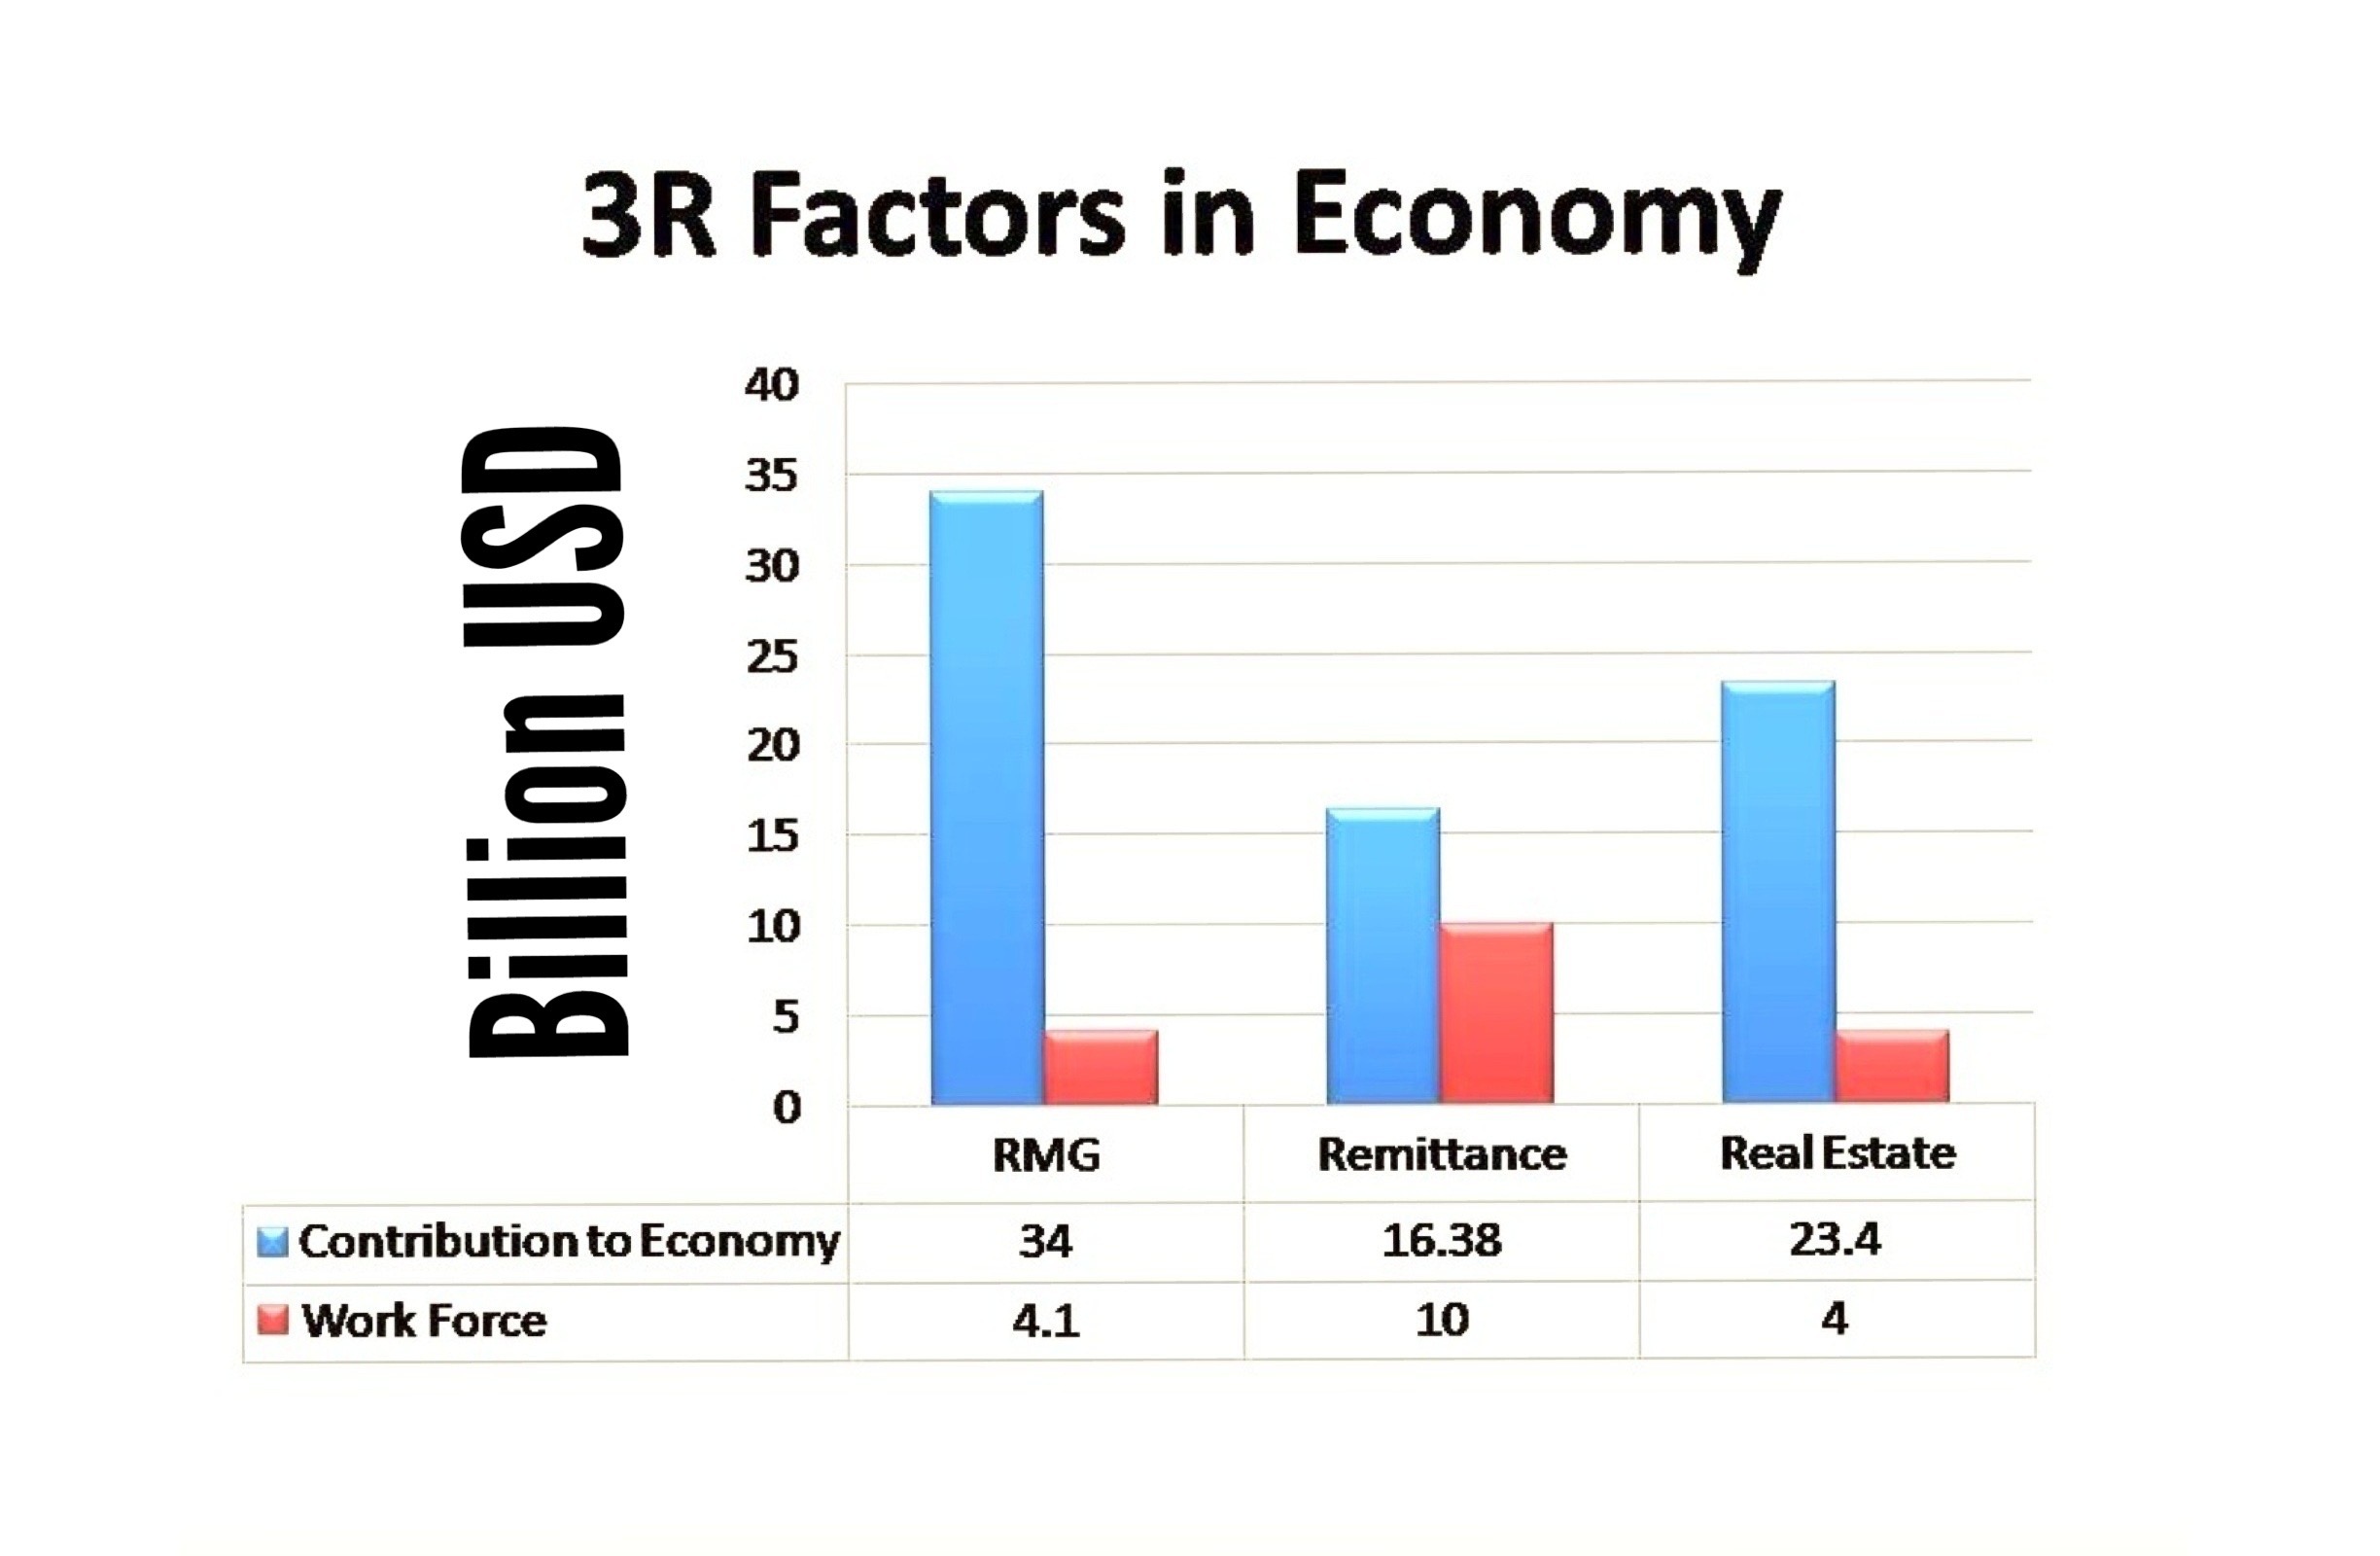 3R Factors in Economy
Billion USD
40
35
30
25
20
15
10
5
0
RMG Remittance Real Estate
Contribution to Economy 34 16.38 23.4
Work Force 4.1 10 4